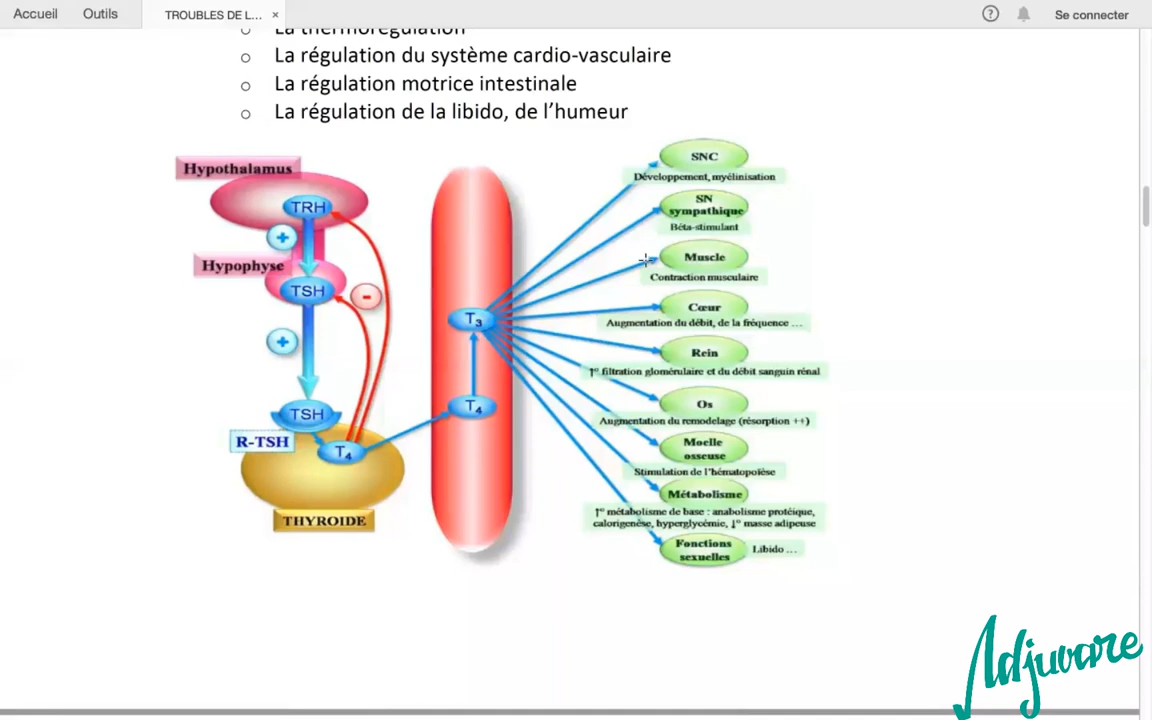 Accueil
Outils
TROUBLES DE L... ×
?
Se connecter
La thermorégulation
o La régulation du système cardio-vasculaire
o La régulation motrice intestinale
o La régulation de la libido, de l'humeur
Hypothalamus
TRH
+
Hypophyse
TSH
-
+
TSH
R-TSH
T4
THYROIDE
T3
T4
SNC
Développement, myélinisation
SN
sympathique
Béta-stimulant
Muscle
Contraction musculaire
Cœur
Augmentation du débit, de la fréquence ...
Rein
↑° filtration glomérulaire et du débit sanguin rénal
Os
Augmentation du remodelage (résorption ++)
Moelle
osseuse
Stimulation de l'hématopoïèse
Métabolisme
↑° métabolisme de base : anabolisme protéique,
calorigenèse, hyperglycémie, ↓° masse adipeuse
Fonctions
sexuelles
Libido ...
Adjuvare